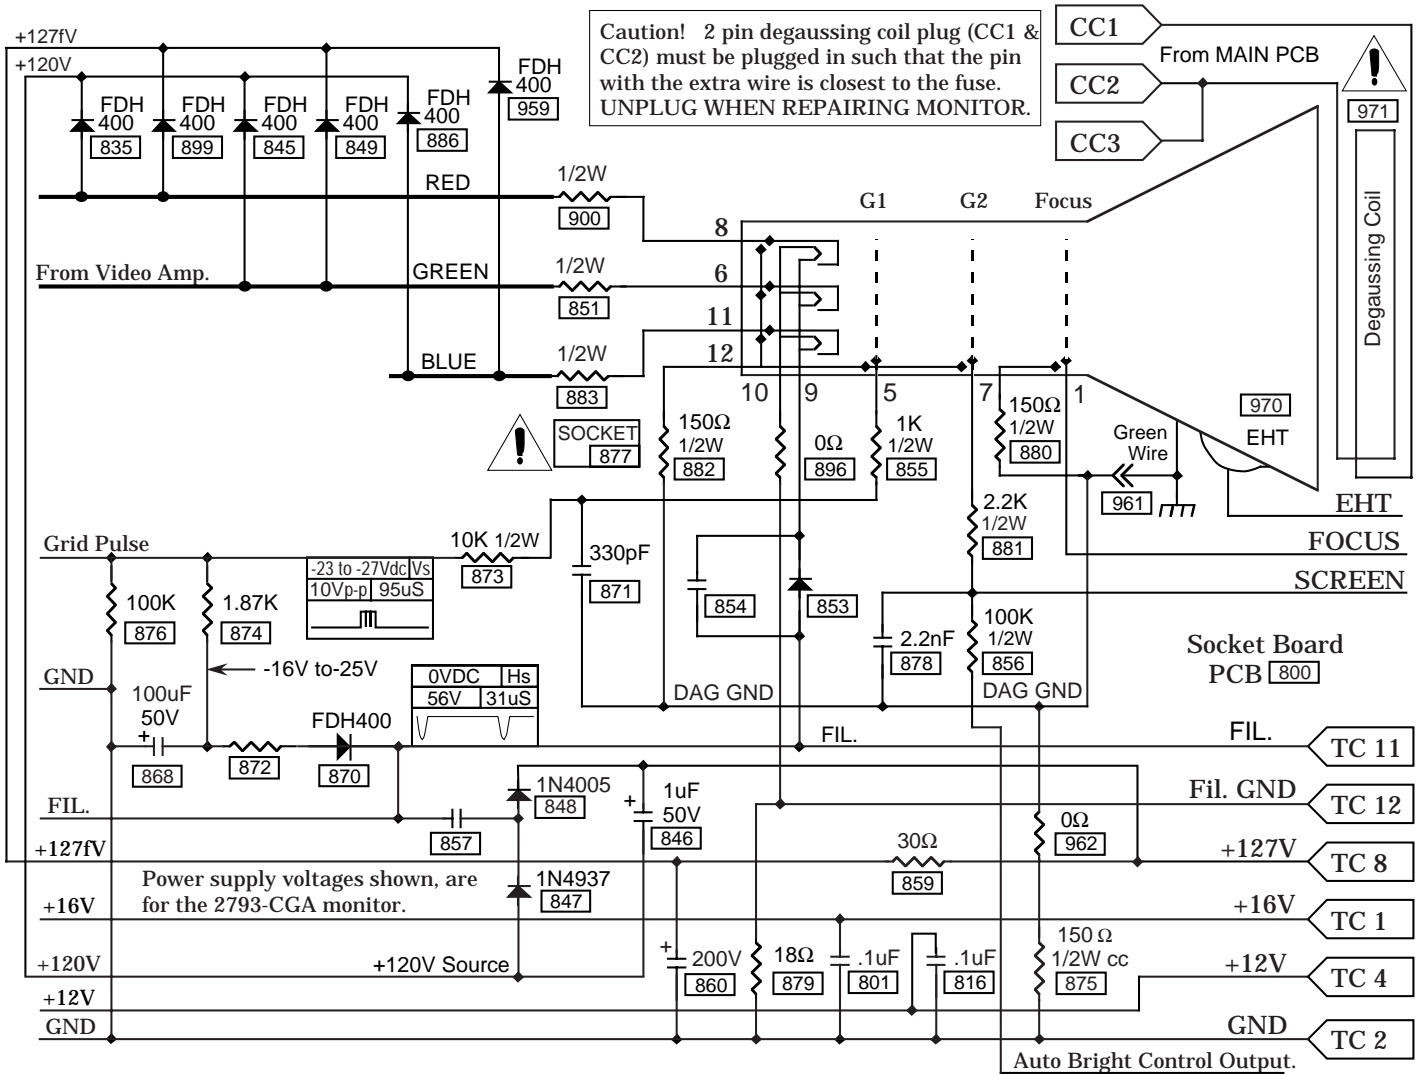 +127fV
+120V
FDH
400
835
FDH
400
899
FDH
400
845
FDH
400
849
FDH
400
886
FDH
400
959
Caution!   2 pin degaussing coil plug (CC1 &
CC2) must be plugged in such that the pin
with the extra wire is closest to the fuse.
UNPLUG WHEN REPAIRING MONITOR.
CC1
CC2
CC3
From MAIN PCB
971
Degaussing Coil
RED
1/2W
900
From Video Amp.
GREEN
1/2W
851
BLUE
1/2W
883
8
6
11
12
G1
G2
Focus
10
9
5
7
1
SOCKET
877
150Ω
1/2W
882
0Ω
896
1K
1/2W
855
150Ω
1/2W
880
Green
Wire
961
970
EHT
EHT
FOCUS
SCREEN
Grid Pulse
10K 1/2W
873
330pF
871
2.2K
1/2W
881
-23 to -27Vdc Vs
10Vp-p 95uS
100K
876
1.87K
874
854
853
2.2nF
878
100K
1/2W
856
Socket Board
PCB 800
-16V to-25V
GND
100uF
50V
+
868
0VDC Hs
56V 31uS
DAG GND
DAG GND
FDH400
872
870
FIL.
FIL.
TC 11
FIL.
1N4005
848
1uF
+ 50V
846
Fil. GND
TC 12
857
0Ω
962
+127fV
30Ω
859
+127V
TC 8
Power supply voltages shown, are
for the 2793-CGA monitor.
1N4937
847
+16V
+16V
TC 1
+120V
+120V Source
+ 200V
860
18Ω
879
.1uF
801
.1uF
816
150 Ω
1/2W cc
875
+12V
TC 4
+12V
GND
GND
TC 2
Auto Bright Control Output.